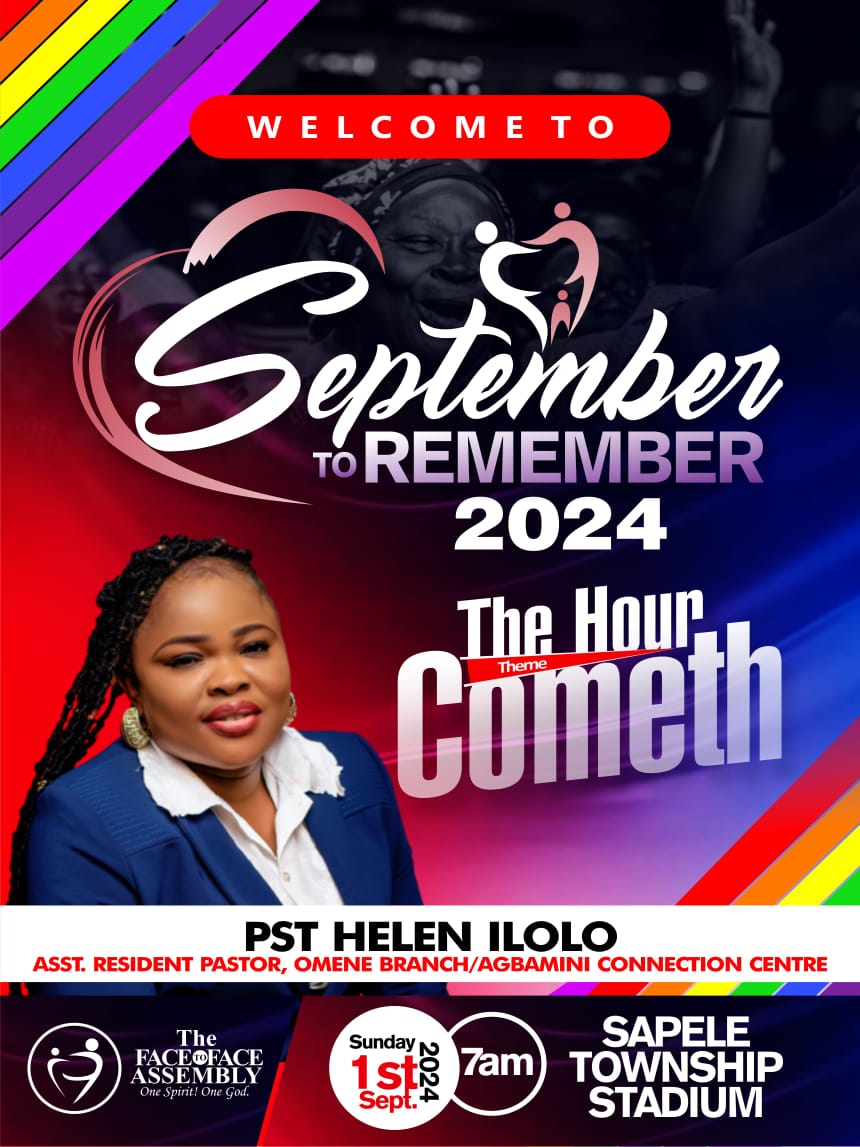 WELCOME TO
September
TO REMEMBER
2024
The Hour
Theme
Cometh
PST HELEN ILOLO
ASST. RESIDENT PASTOR, OMENE BRANCH/AGBAMINI CONNECTION CENTRE
The
FACE TO FACE
ASSEMBLY
One Spirit! One God.
Sunday
1st
Sept.
2024
7am
SAPELE
TOWNSHIP
STADIUM